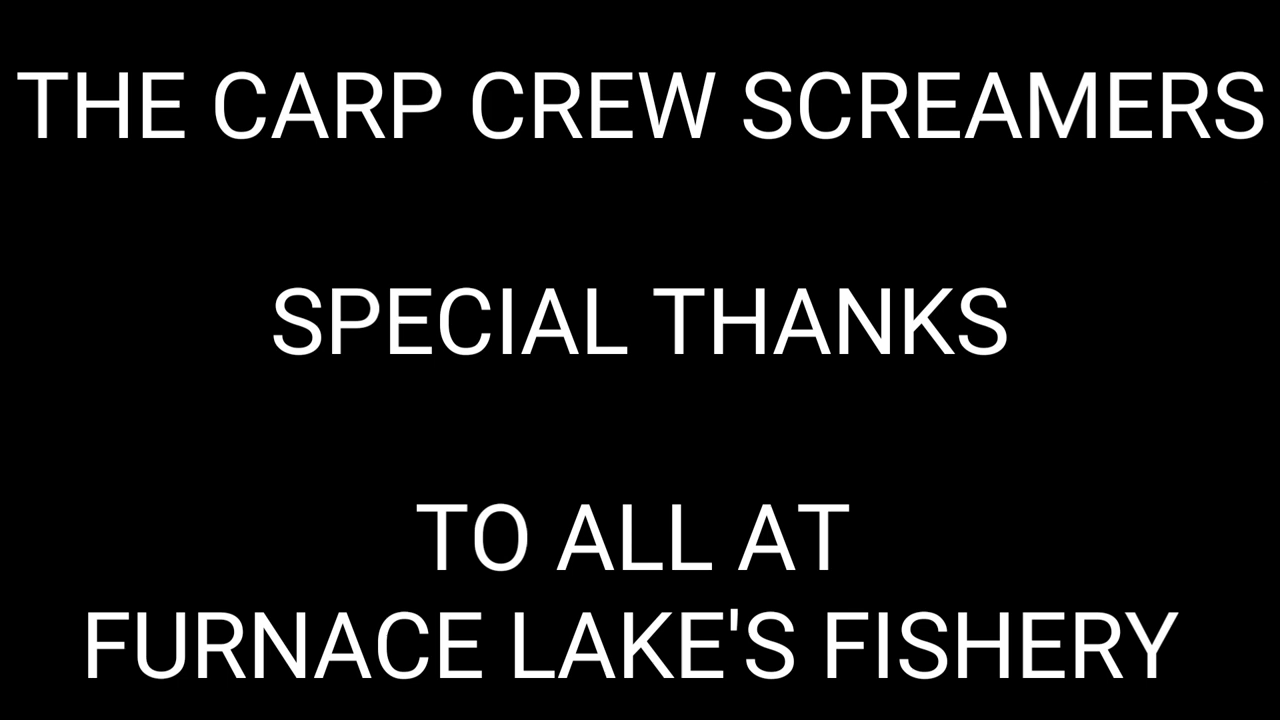 THE CARP CREW SCREAMERS
SPECIAL THANKS
TO ALL AT
FURNACE LAKE'S FISHERY